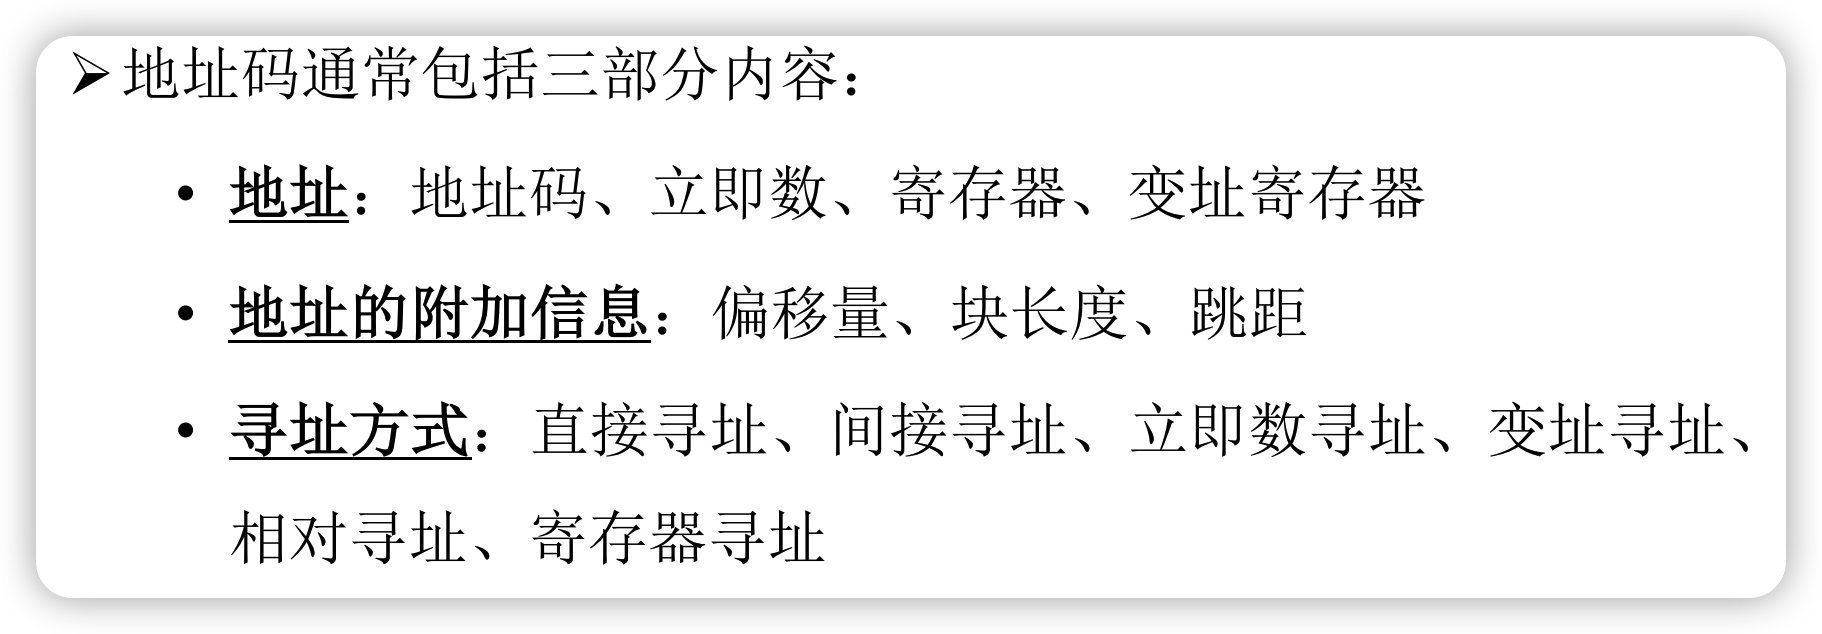 ➢地址码通常包括三部分内容：
• 地址：地址码、立即数、寄存器、变址寄存器
• 地址的附加信息：偏移量、块长度、跳距
• 寻址方式：直接寻址、间接寻址、立即数寻址、变址寻址、
相对寻址、寄存器寻址